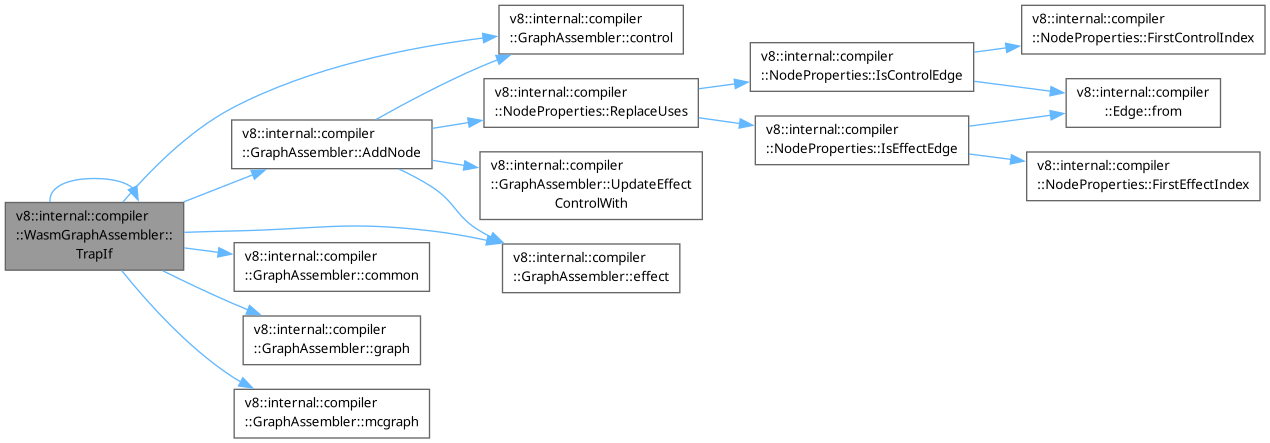 v8::internal::compiler
::WasmGraphAssembler::
TrapIf
v8::internal::compiler
::GraphAssembler::AddNode
v8::internal::compiler
::GraphAssembler::common
v8::internal::compiler
::GraphAssembler::graph
v8::internal::compiler
::GraphAssembler::mcgraph
v8::internal::compiler
::GraphAssembler::control
v8::internal::compiler
::NodeProperties::ReplaceUses
v8::internal::compiler
::GraphAssembler::UpdateEffect
ControlWith
v8::internal::compiler
::GraphAssembler::effect
v8::internal::compiler
::NodeProperties::IsControlEdge
v8::internal::compiler
::NodeProperties::IsEffectEdge
v8::internal::compiler
::NodeProperties::FirstControlIndex
v8::internal::compiler
::Edge::from
v8::internal::compiler
::NodeProperties::FirstEffectIndex